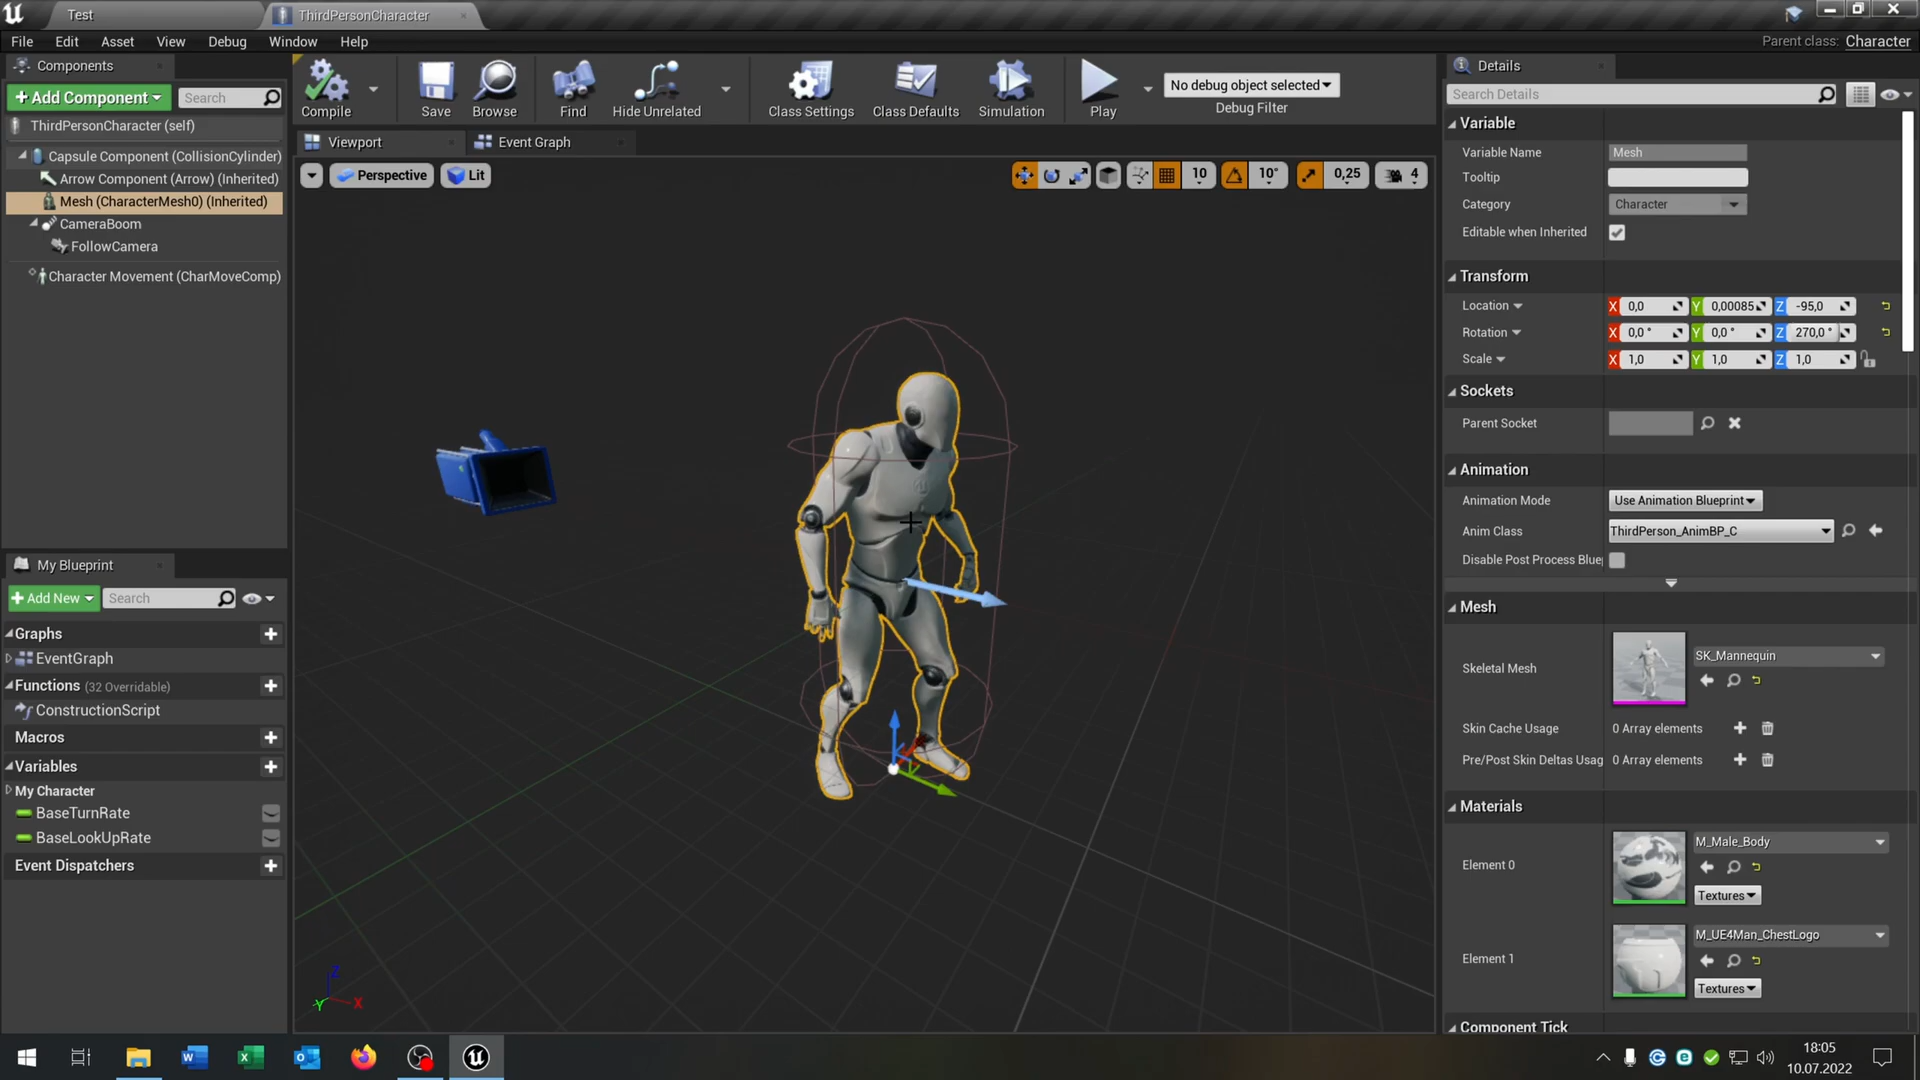 Test
ThirdPersonCharacter
File Edit Asset View Debug Window Help
Parent class: Character
Components
+ Add Component
Search
ThirdPersonCharacter (self)
Capsule Component (CollisionCylinder)
Arrow Component (Arrow) (Inherited)
Mesh (CharacterMesh0) (Inherited)
CameraBoom
FollowCamera
Character Movement (CharMoveComp)
Compile
Save
Browse
Find
Hide Unrelated
Class Settings
Class Defaults
Simulation
Play
No debug object selected
Debug Filter
Viewport
Event Graph
Perspective
Lit
10
10°
0,25
4
Z
Y
X
My Blueprint
+ Add New
Search
Graphs
EventGraph
Functions (32 Overridable)
ConstructionScript
Macros
Variables
My Character
BaseTurnRate
BaseLookUpRate
Event Dispatchers
Details
Search Details
Variable
Variable Name Mesh
Tooltip
Category Character
Editable when Inherited
Transform
Location X 0,0 Y 0,00085 Z -95,0
Rotation X 0,0 ° Y 0,0 ° Z 270,0 °
Scale X 1,0 Y 1,0 Z 1,0
Sockets
Parent Socket
Animation
Animation Mode Use Animation Blueprint
Anim Class ThirdPerson_AnimBP_C
Disable Post Process Blue
Mesh
Skeletal Mesh SK_Mannequin
Skin Cache Usage 0 Array elements
Pre/Post Skin Deltas Usag 0 Array elements
Materials
Element 0 M_Male_Body
Textures
Element 1 M_UE4Man_ChestLogo
Textures
Component Tick
18:05
10.07.2022